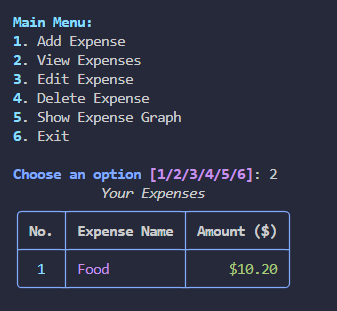 Main Menu:
1. Add Expense
2. View Expenses
3. Edit Expense
4. Delete Expense
5. Show Expense Graph
6. Exit
Choose an option [1/2/3/4/5/6]: 2
Your Expenses
No. Expense Name Amount ($)
1 Food $10.20